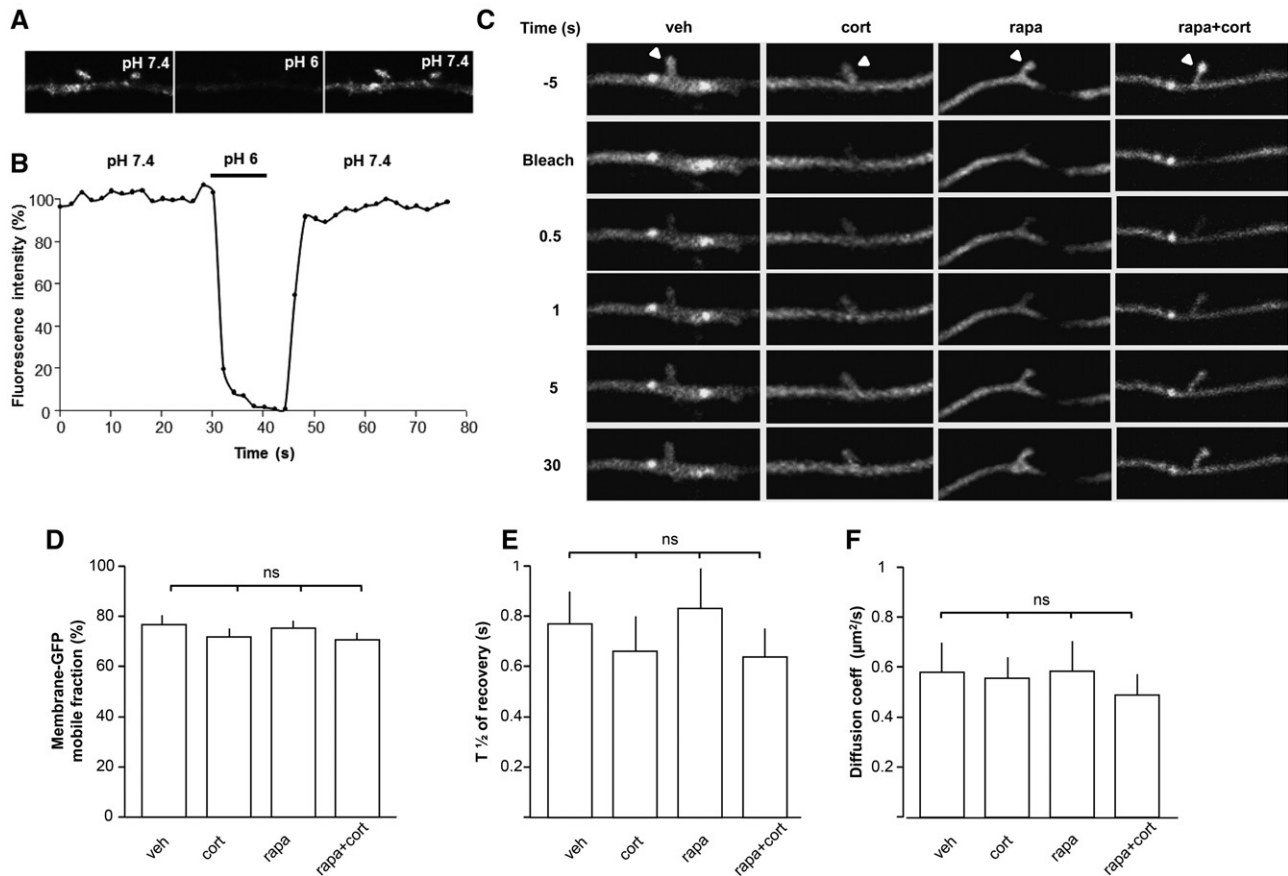 A
pH 7.4 pH 6 pH 7.4
B
pH 7.4 pH 6 pH 7.4
Fluorescence intensity (%)
100
80
60
40
20
0
0 10 20 30 40 50 60 70 80
Time (s)
C
Time (s) veh cort rapa rapa+cort
-5
Bleach
0.5
1
5
30
D
ns
Membrane-GFP
mobile fraction (%)
100
80
60
40
20
0
veh cort rapa rapa+cort
E
ns
T ½ of recovery (s)
1
0.8
0.6
0.4
0.2
veh cort rapa rapa+cort
F
ns
Diffusion coeff (µm²/s)
1
0.8
0.6
0.4
0.2
veh cort rapa rapa+cort